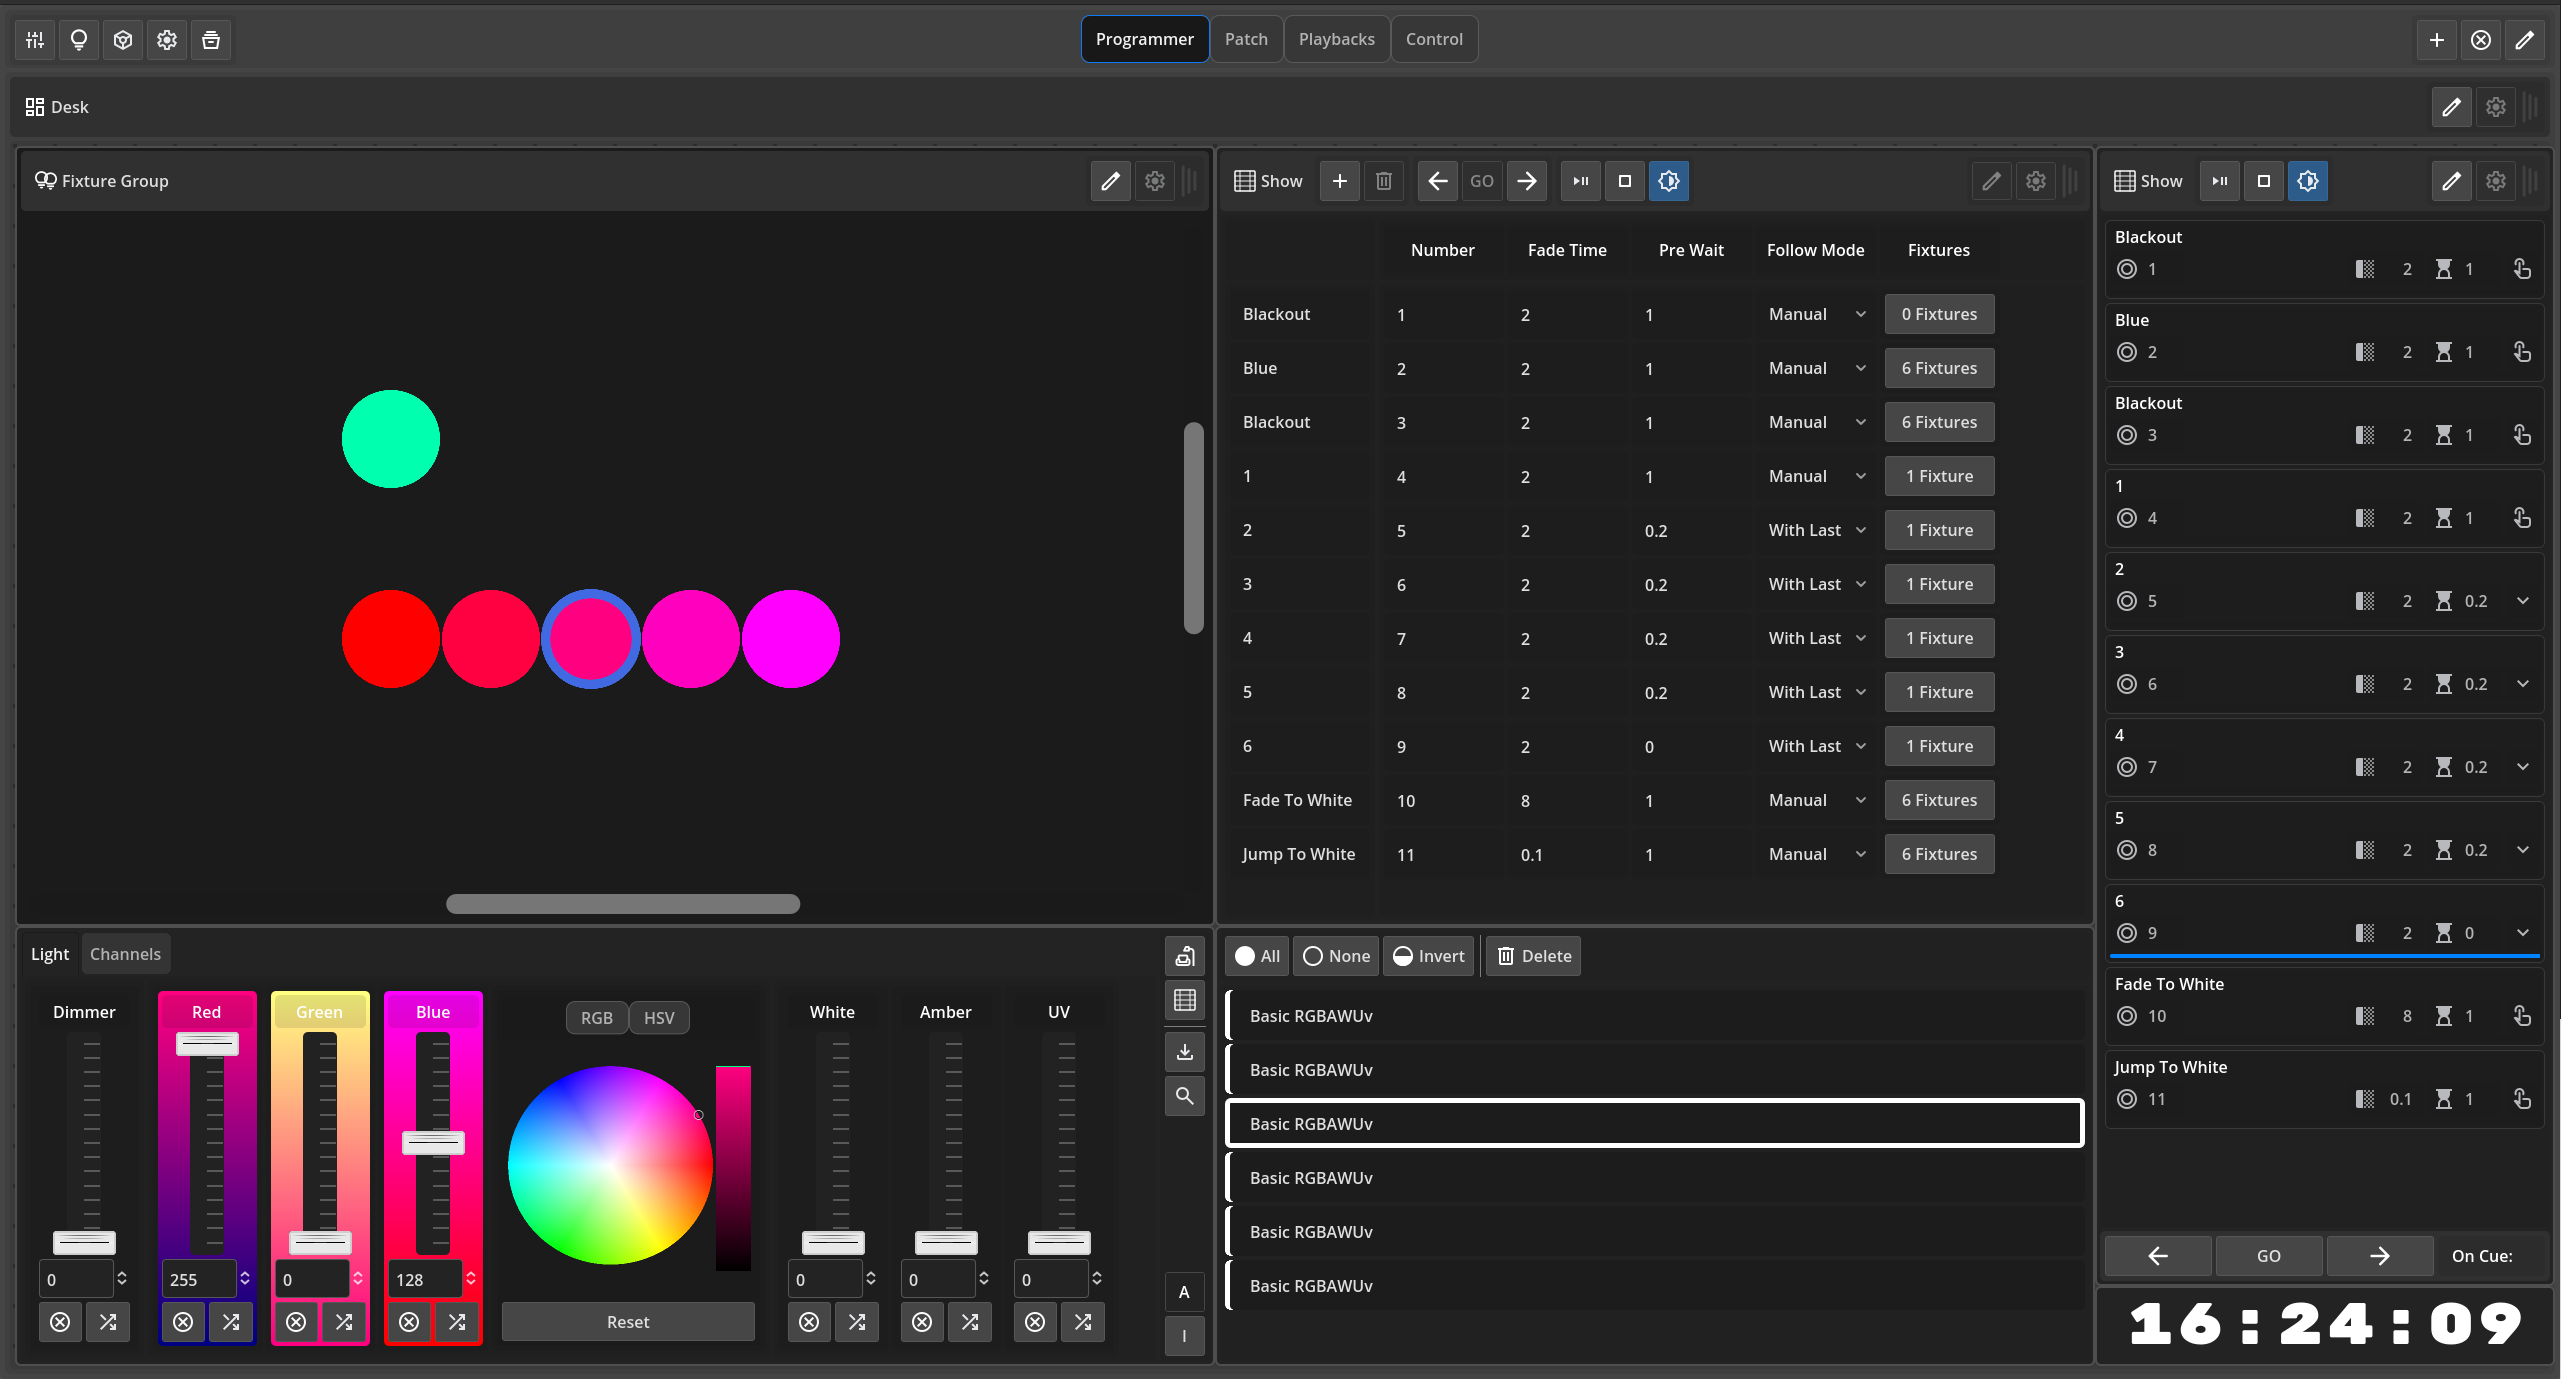 Programmer Patch Playbacks Control
Desk
Fixture Group
Show GO
Number Fade Time Pre Wait Follow Mode Fixtures
Blackout 1 2 1 Manual 0 Fixtures
Blue 2 2 1 Manual 6 Fixtures
Blackout 3 2 1 Manual 6 Fixtures
1 4 2 1 Manual 1 Fixture
2 5 2 0.2 With Last 1 Fixture
3 6 2 0.2 With Last 1 Fixture
4 7 2 0.2 With Last 1 Fixture
5 8 2 0.2 With Last 1 Fixture
6 9 2 0 With Last 1 Fixture
Fade To White 10 8 1 Manual 6 Fixtures
Jump To White 11 0.1 1 Manual 6 Fixtures
Show
Blackout
1 2 1
Blue
2 2 1
Blackout
3 2 1
1
4 2 1
2
5 2 0.2
3
6 2 0.2
4
7 2 0.2
5
8 2 0.2
6
9 2 0
Fade To White
10 8 1
Jump To White
11 0.1 1
GO On Cue:
16:24:09
Light Channels
Dimmer Red Green Blue RGB HSV White Amber UV
0 255 0 128 0 0 0
Reset
A
I
All None Invert Delete
Basic RGBAWUv
Basic RGBAWUv
Basic RGBAWUv
Basic RGBAWUv
Basic RGBAWUv
Basic RGBAWUv